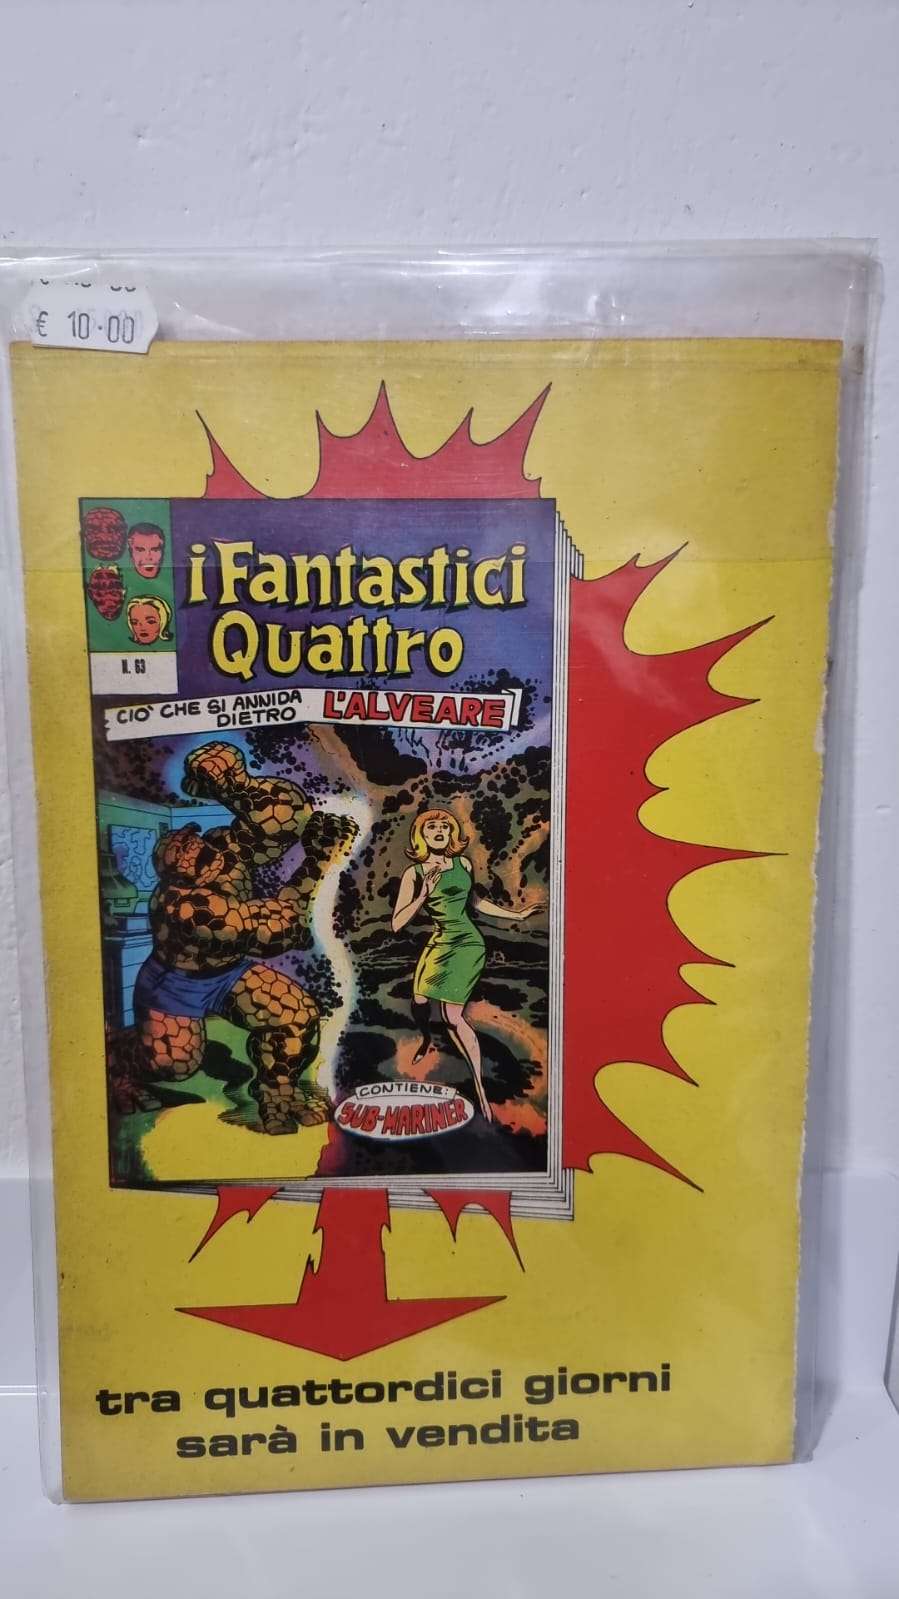 € 10.00
i Fantastici
Quattro
N. 63
CIO' CHE SI ANNIDA
DIETRO L'ALVEARE
CONTIENE:
SUB-MARINER
tra quattordici giorni
sarà in vendita